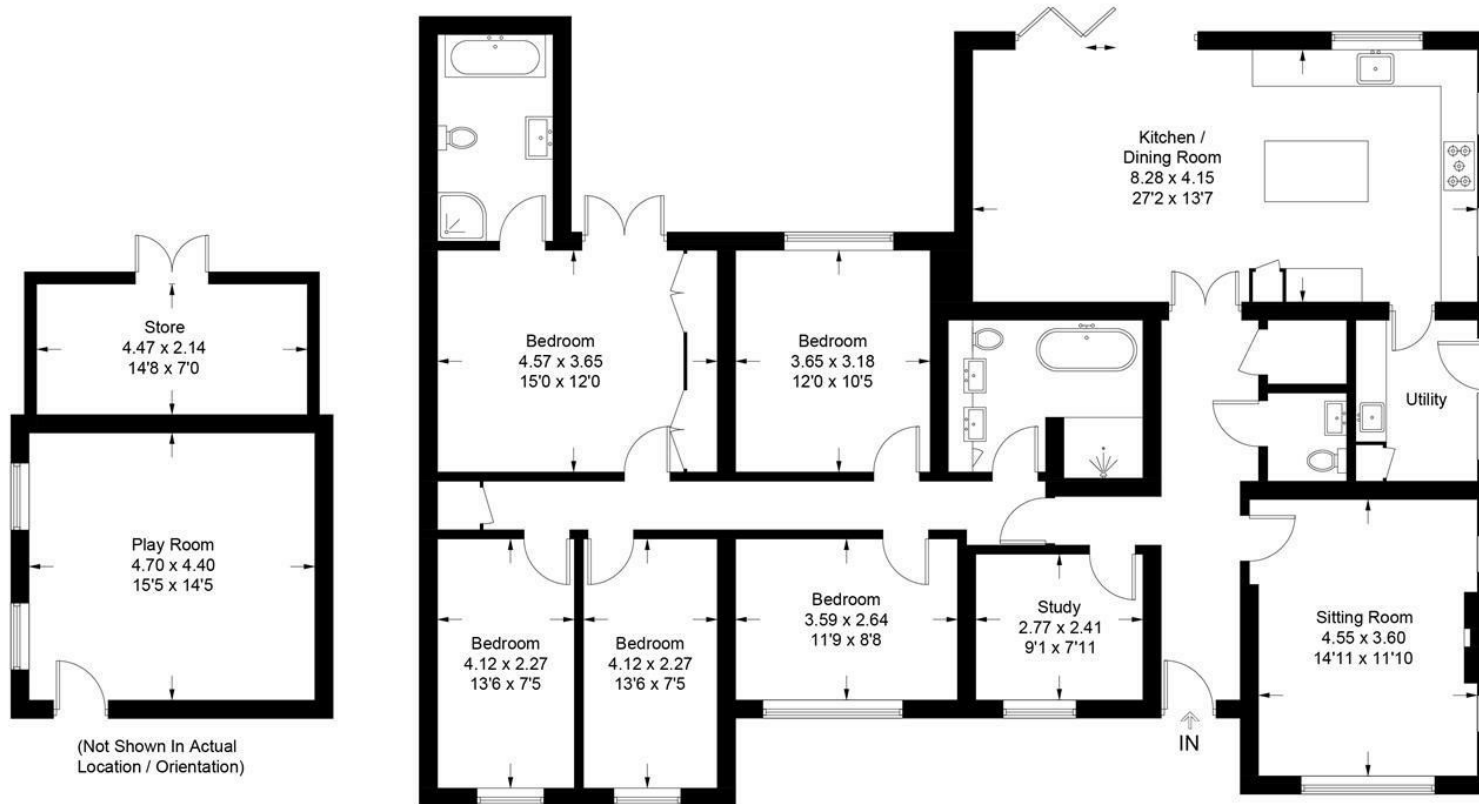 Store
4.47 x 2.14
14'8 x 7'0
Play Room
4.70 x 4.40
15'5 x 14'5
(Not Shown In Actual
Location / Orientation)
Kitchen /
Dining Room
8.28 x 4.15
27'2 x 13'7
Bedroom
4.57 x 3.65
15'0 x 12'0
Bedroom
3.65 x 3.18
12'0 x 10'5
Utility
Bedroom
4.12 x 2.27
13'6 x 7'5
Bedroom
4.12 x 2.27
13'6 x 7'5
Bedroom
3.59 x 2.64
11'9 x 8'8
Study
2.77 x 2.41
9'1 x 7'11
Sitting Room
4.55 x 3.60
14'11 x 11'10
IN